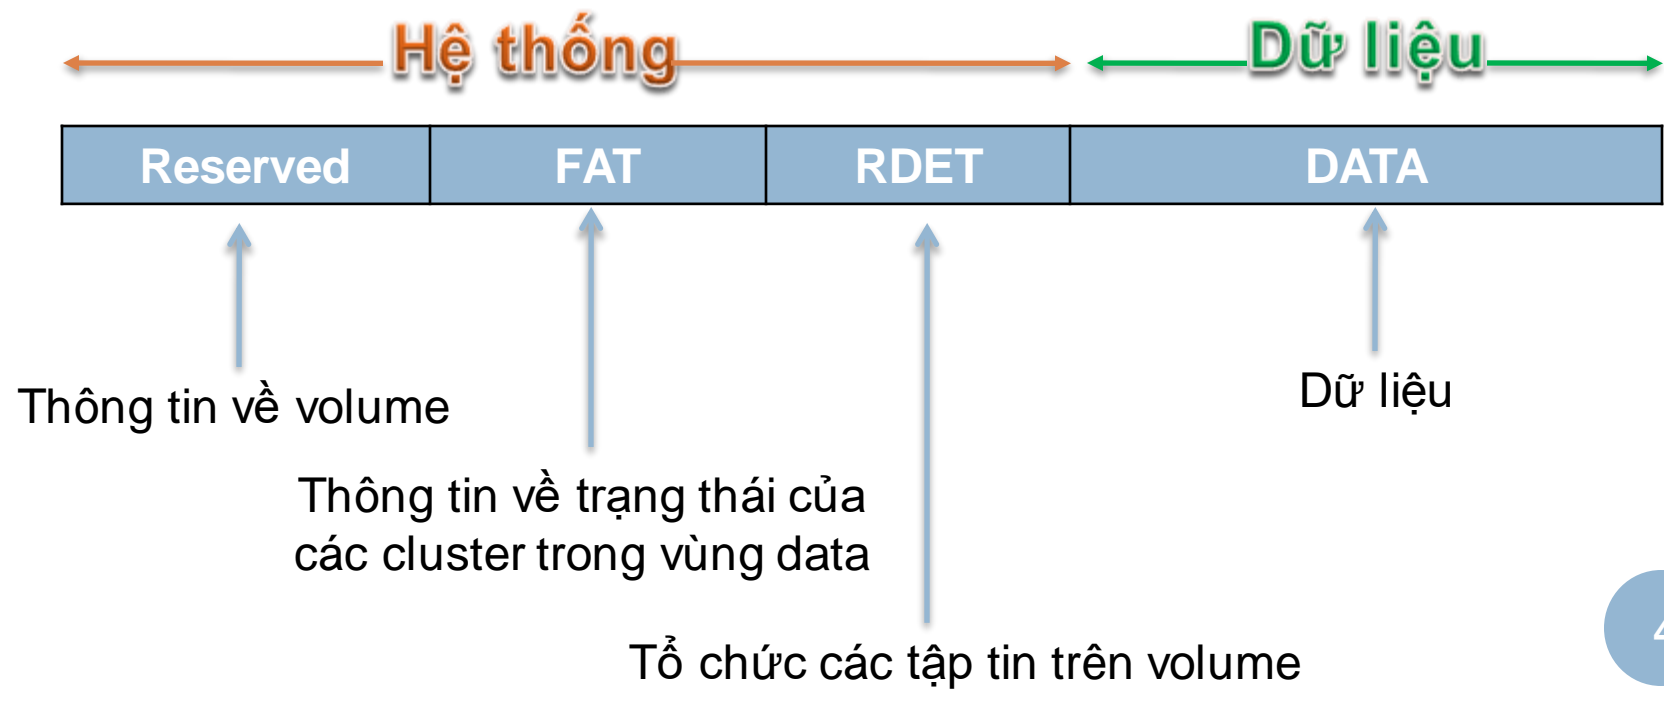 Hệ thống
Dữ liệu
Reserved
FAT
RDET
DATA
Thông tin về volume
Dữ liệu
Thông tin về trạng thái của
các cluster trong vùng data
Tổ chức các tập tin trên volume